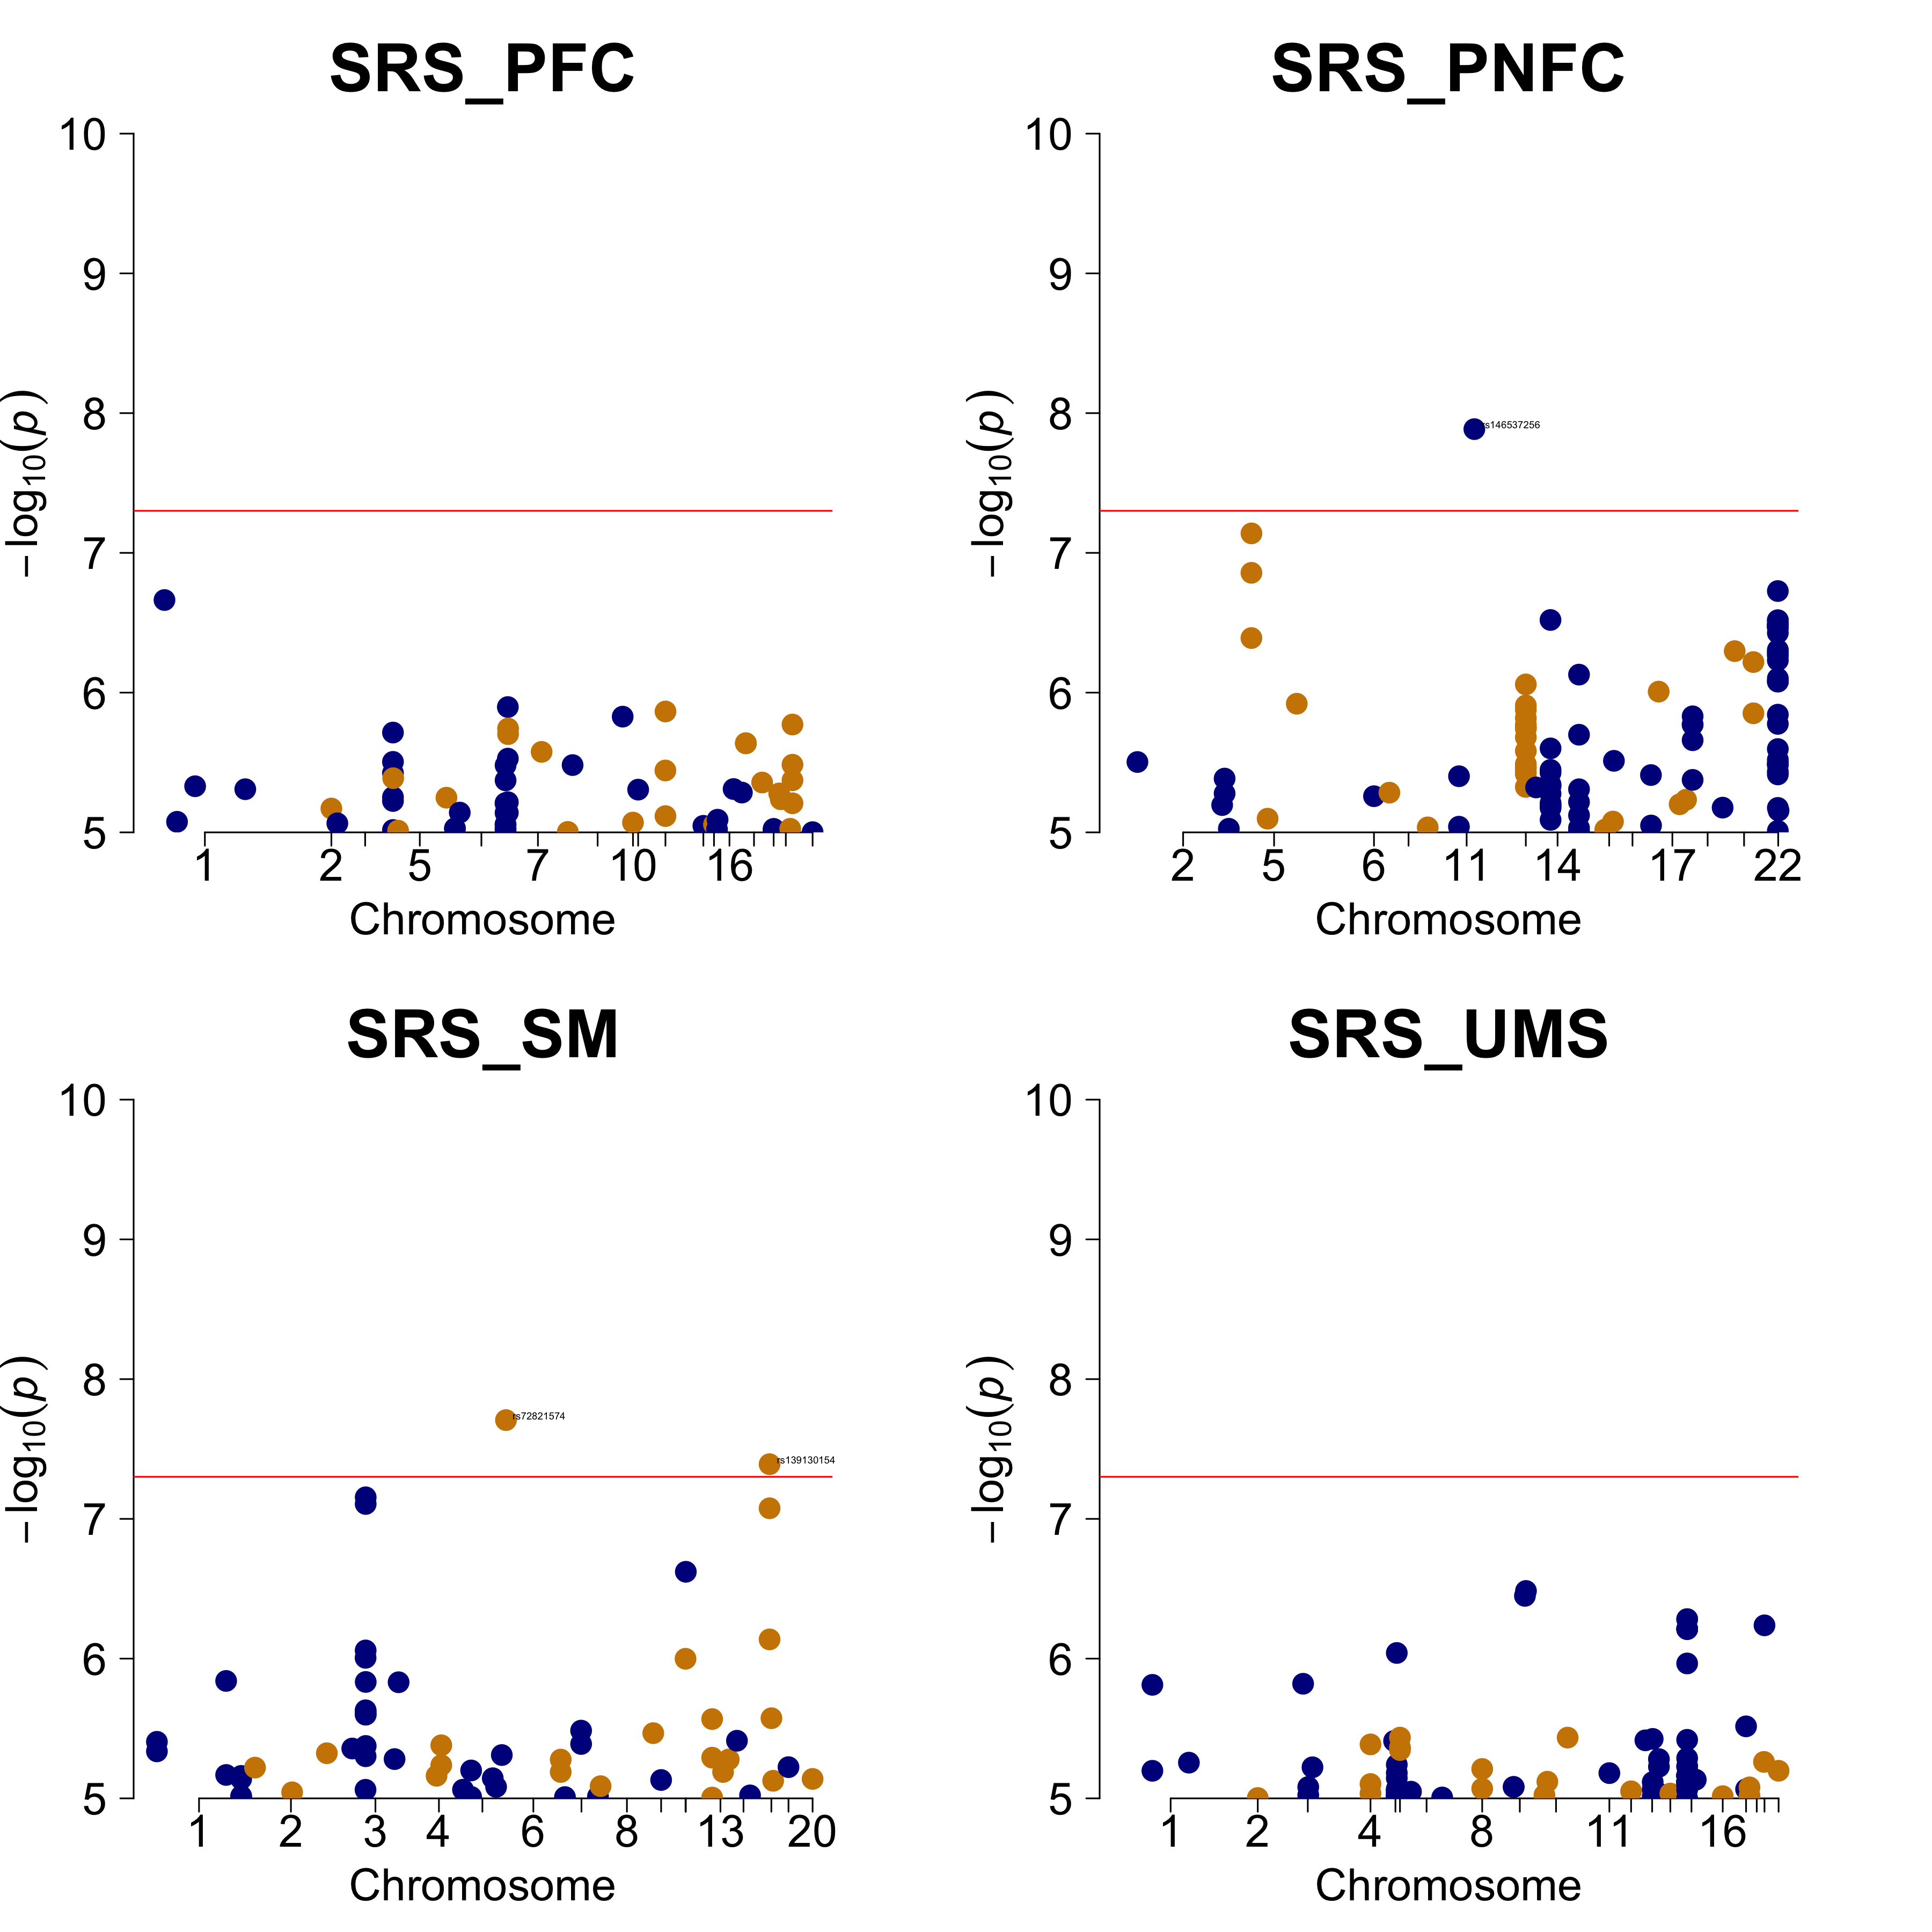 SRS_PFC
10
9
8
7
6
5
−log10(p)
1 2 5 7 10 16
Chromosome
SRS_PNFC
10
9
8
7
6
5
−log10(p)
rs146537256
2 5 6 11 14 17 22
Chromosome
SRS_SM
10
9
8
7
6
5
−log10(p)
rs72821574
rs139130154
1 2 3 4 6 8 13 20
Chromosome
SRS_UMS
10
9
8
7
6
5
−log10(p)
1 2 4 8 11 16
Chromosome